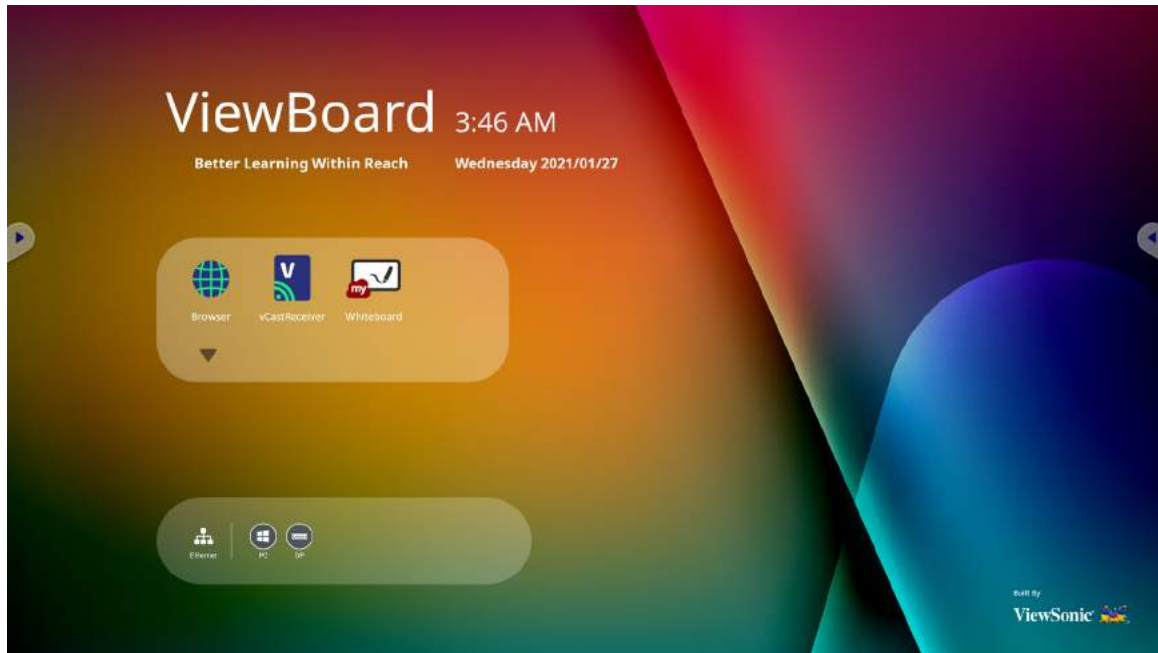 ViewBoard 3:46 AM
Better Learning Within Reach Wednesday 2021/01/27
V
my
Browser vCastReceiver Whiteboard
Ethernet PC DP
Built By
ViewSonic